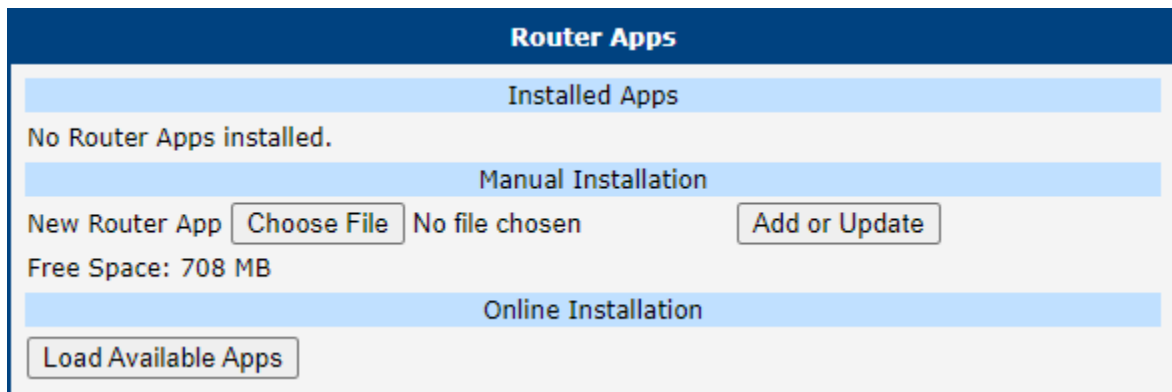 Router Apps
Installed Apps
No Router Apps installed.
Manual Installation
New Router App Choose File No file chosen Add or Update
Free Space: 708 MB
Online Installation
Load Available Apps